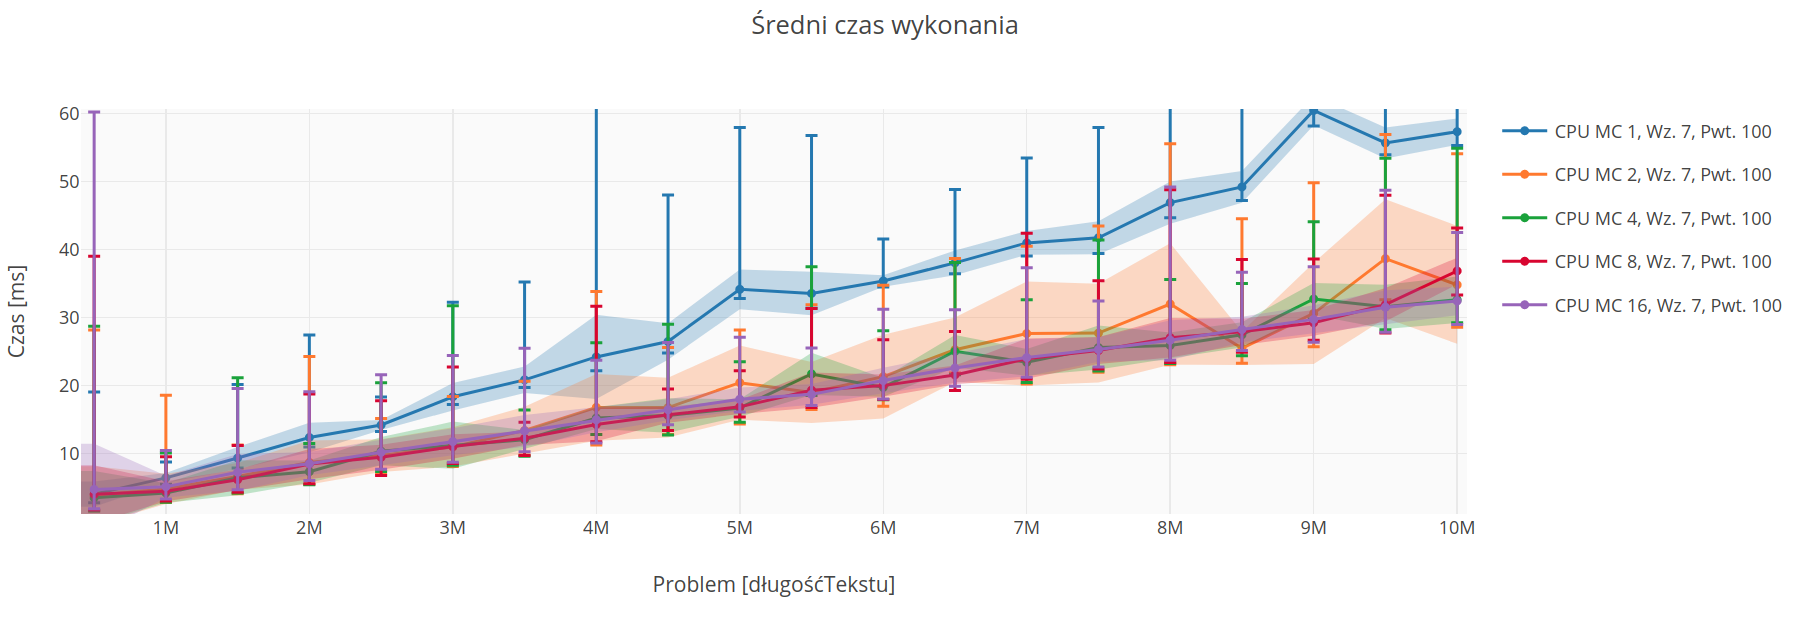 Średni czas wykonania
60
50
40
30
20
10
Czas [ms]
1M
2M
3M
4M
5M
6M
7M
8M
9M
10M
Problem [długośćTekstu]
CPU MC 1, Wz. 7, Pwt. 100
CPU MC 2, Wz. 7, Pwt. 100
CPU MC 4, Wz. 7, Pwt. 100
CPU MC 8, Wz. 7, Pwt. 100
CPU MC 16, Wz. 7, Pwt. 100